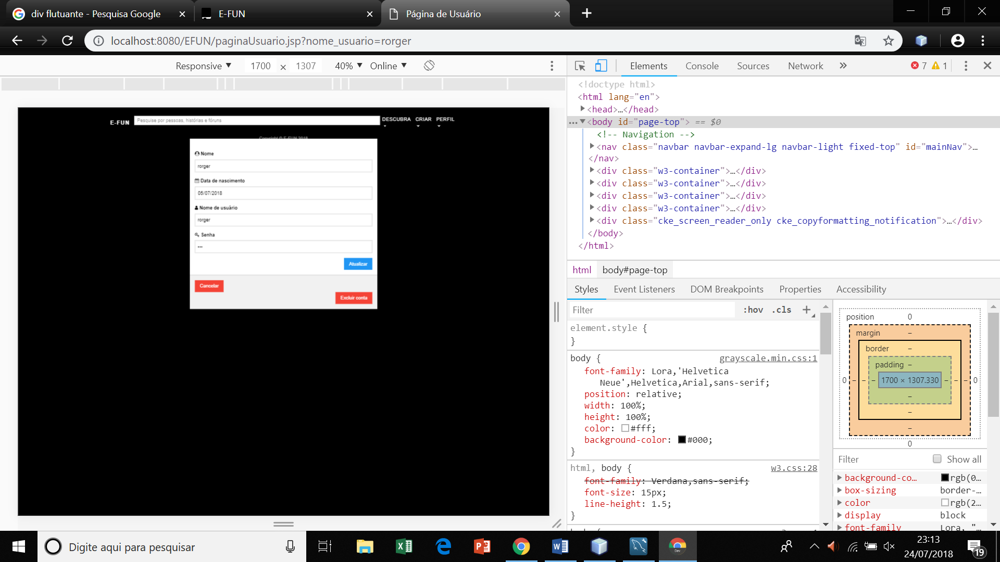 div flutuante - Pesquisa Google
E-FUN
Página de Usuário
localhost:8080/EFUN/paginaUsuario.jsp?nome_usuario=rorger
Responsive
1700 × 1307
40%
Online
Elements
Console
Sources
Network
7
1
E-FUN
Pesquise por pessoas, histórias e fóruns
DESCUBRA
CRIAR
PERFIL
Copyright © E-FUN 2018
Nome
rorger
Data de nascimento
05/07/2018
Nome de usuário
rorger
Senha
•••
Atualizar
Cancelar
Excluir conta
<!doctype html>
<html lang="en">
<head>…</head>
<body id="page-top"> == $0
<!-- Navigation -->
<nav class="navbar navbar-expand-lg navbar-light fixed-top" id="mainNav">…
</nav>
<div class="w3-container">…</div>
<div class="w3-container">…</div>
<div class="w3-container">…</div>
<div class="w3-container">…</div>
<div class="cke_screen_reader_only cke_copyformatting_notification">…</div>
</body>
</html>
html
body#page-top
Styles
Event Listeners
DOM Breakpoints
Properties
Accessibility
Filter
:hov
.cls
element.style {
}
body {
grayscale.min.css:1
font-family: Lora,'Helvetica
Neue',Helvetica,Arial,sans-serif;
position: relative;
width: 100%;
height: 100%;
color: #fff;
background-color: #000;
}
html, body {
w3.css:28
font-family: Verdana,sans-serif;
font-size: 15px;
line-height: 1.5;
}
position 0
margin –
border –
padding –
0 – – – 1700 × 1307.330 – – – 0
–
–
–
0
Filter
Show all
background-co… rgb(0…
box-sizing border-…
color rgb(2…
display block
font-family Lora, "…
Digite aqui para pesquisar
Dev
23:13
24/07/2018
19